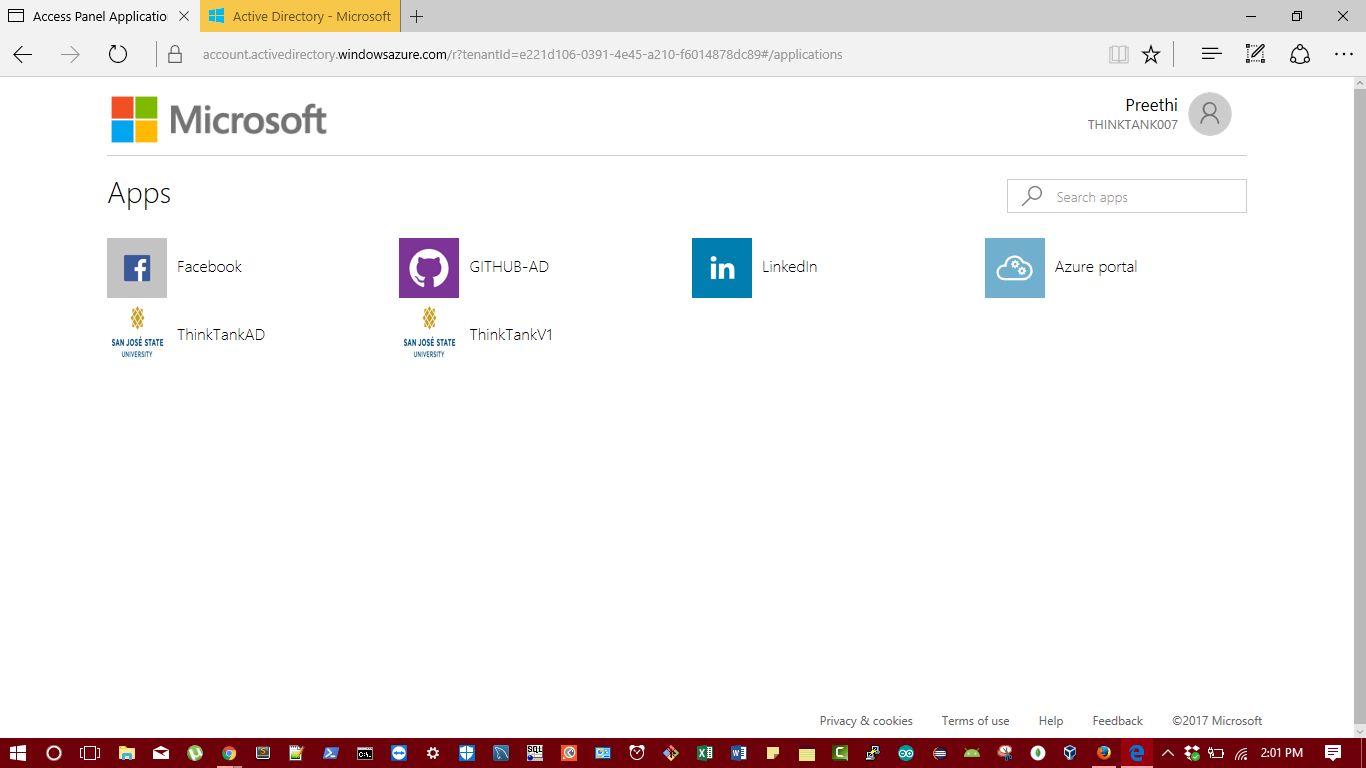 Access Panel Applicatio
Active Directory - Microsoft
account.activedirectory.windowsazure.com/r?tenantId=e221d106-0391-4e45-a210-f6014878dc89#/applications
Microsoft
Preethi
THINKTANK007
Apps
Search apps
Facebook
GITHUB-AD
in
LinkedIn
Azure portal
SAN JOSÉ STATE
UNIVERSITY
ThinkTankAD
SAN JOSÉ STATE
UNIVERSITY
ThinkTankV1
Privacy & cookies
Terms of use
Help
Feedback
©2017 Microsoft
2:01 PM